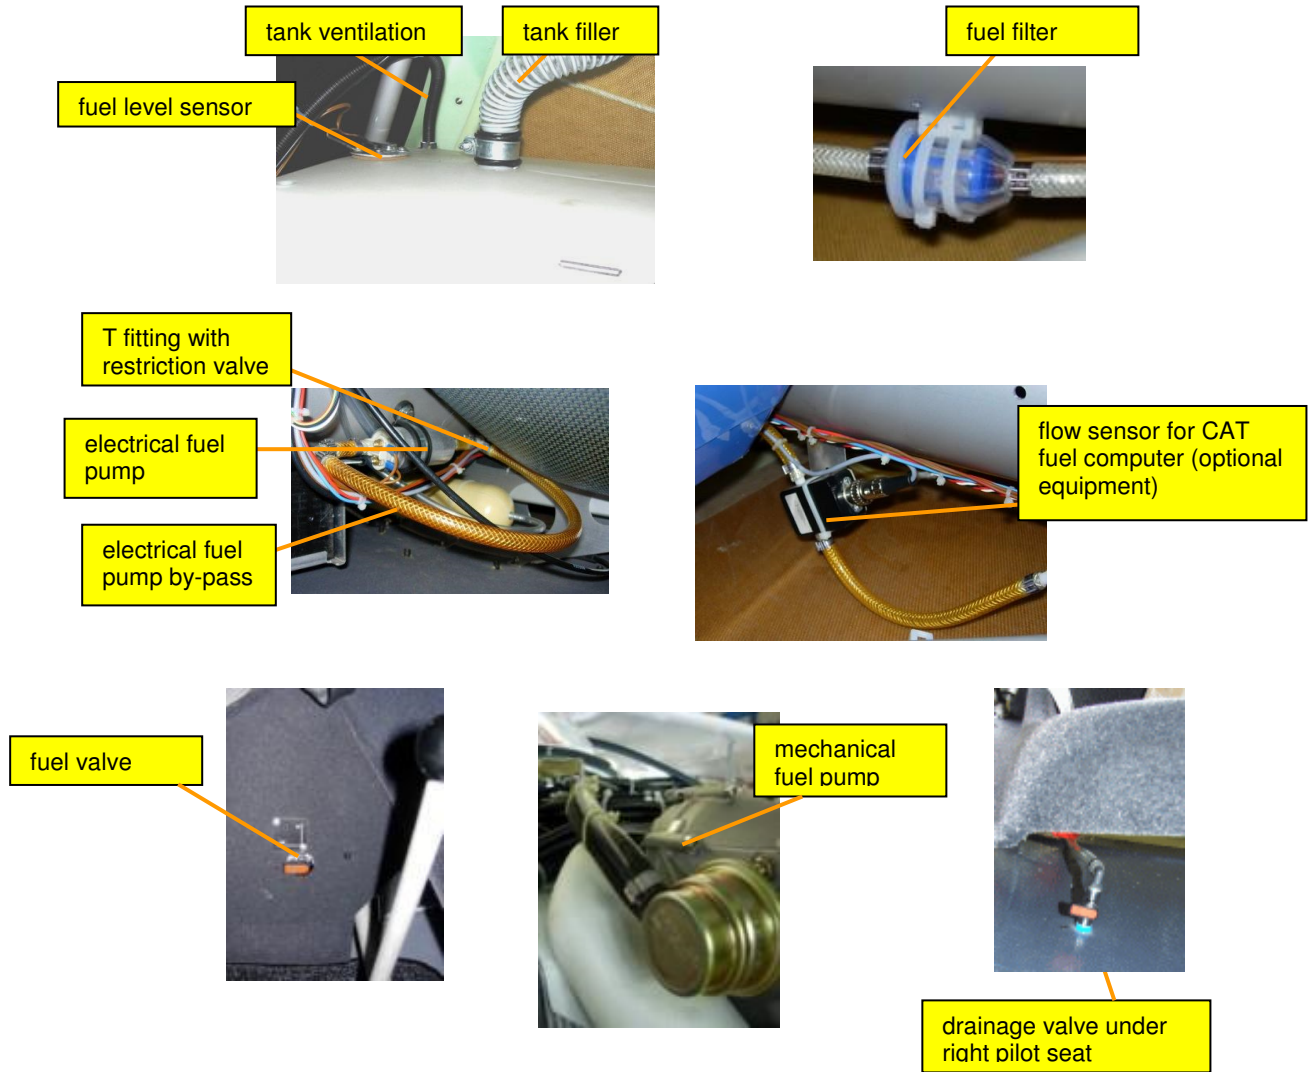 tank ventilation
tank filler
fuel filter
fuel level sensor
T fitting with
restriction valve
electrical fuel
pump
flow sensor for CAT
fuel computer (optional
equipment)
electrical fuel
pump by-pass
fuel valve
mechanical
fuel pump
drainage valve under
right pilot seat